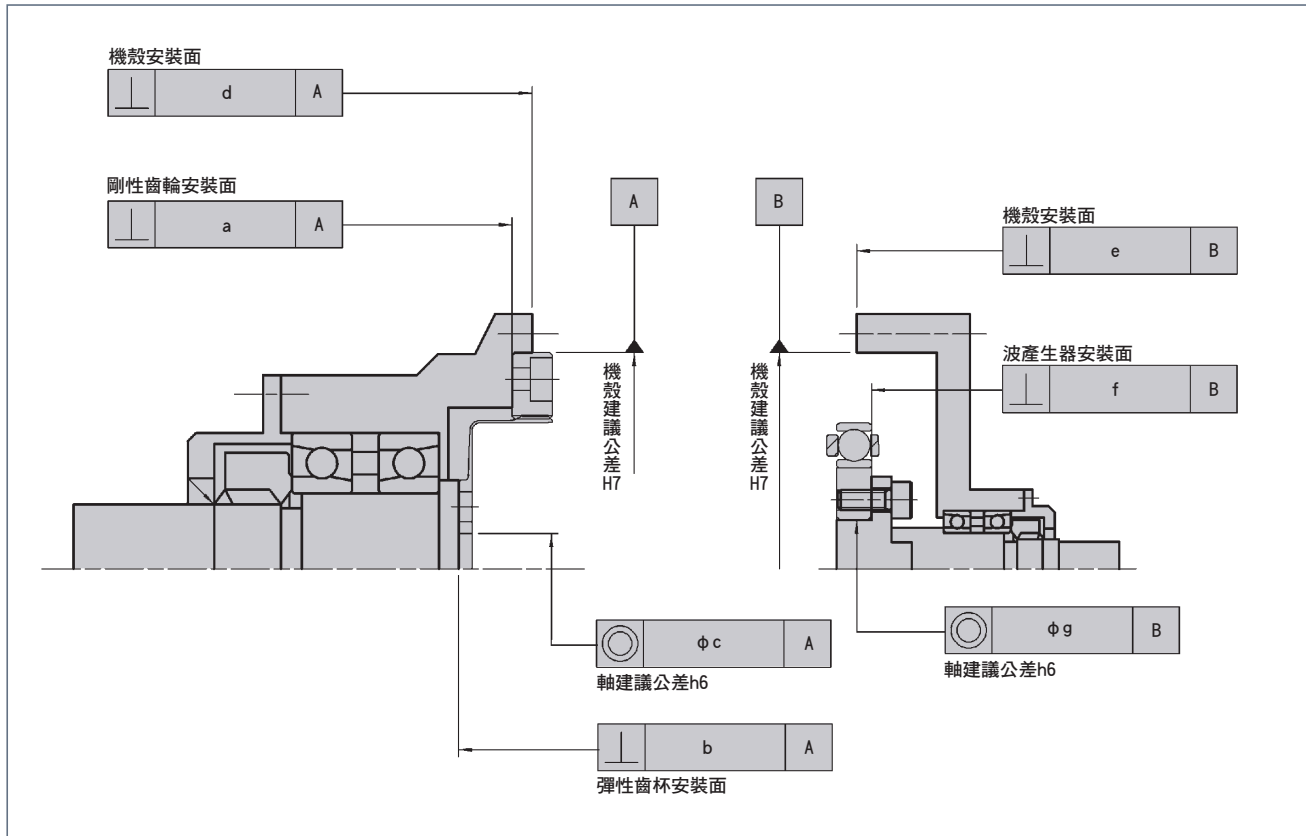 機殼安裝面
d A
剛性齒輪安裝面
a A
A
B
機殼安裝面
e B
波產生器安裝面
f B
機殼建議公差H7
機殼建議公差H7
φc A
軸建議公差h6
φg B
軸建議公差h6
b A
彈性齒杯安裝面